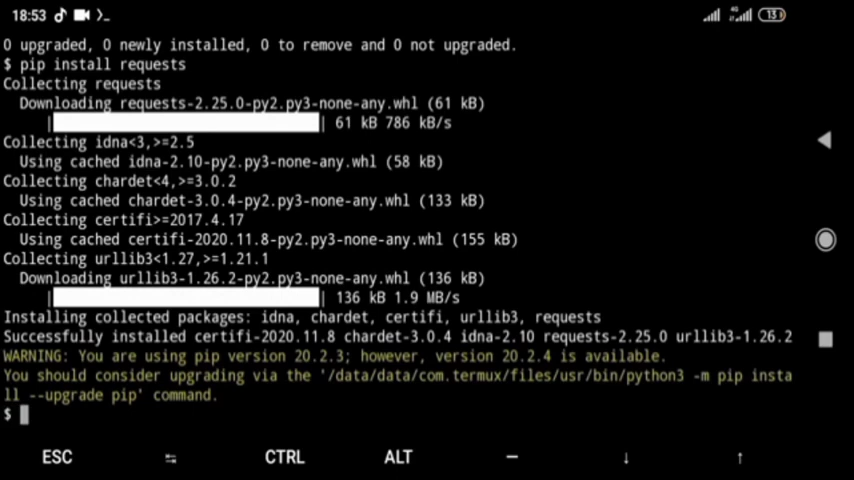 18:53 >_ 4G 13
0 upgraded, 0 newly installed, 0 to remove and 0 not upgraded.
$ pip install requests
Collecting requests
  Downloading requests-2.25.0-py2.py3-none-any.whl (61 kB)
     |                                | 61 kB 786 kB/s
Collecting idna<3,>=2.5
  Using cached idna-2.10-py2.py3-none-any.whl (58 kB)
Collecting chardet<4,>=3.0.2
  Using cached chardet-3.0.4-py2.py3-none-any.whl (133 kB)
Collecting certifi>=2017.4.17
  Using cached certifi-2020.11.8-py2.py3-none-any.whl (155 kB)
Collecting urllib3<1.27,>=1.21.1
  Downloading urllib3-1.26.2-py2.py3-none-any.whl (136 kB)
     |                                | 136 kB 1.9 MB/s
Installing collected packages: idna, chardet, certifi, urllib3, requests
Successfully installed certifi-2020.11.8 chardet-3.0.4 idna-2.10 requests-2.25.0 urllib3-1.26.2
WARNING: You are using pip version 20.2.3; however, version 20.2.4 is available.
You should consider upgrading via the '/data/data/com.termux/files/usr/bin/python3 -m pip insta
ll --upgrade pip' command.
$
ESC ↹ CTRL ALT — ↓ ↑